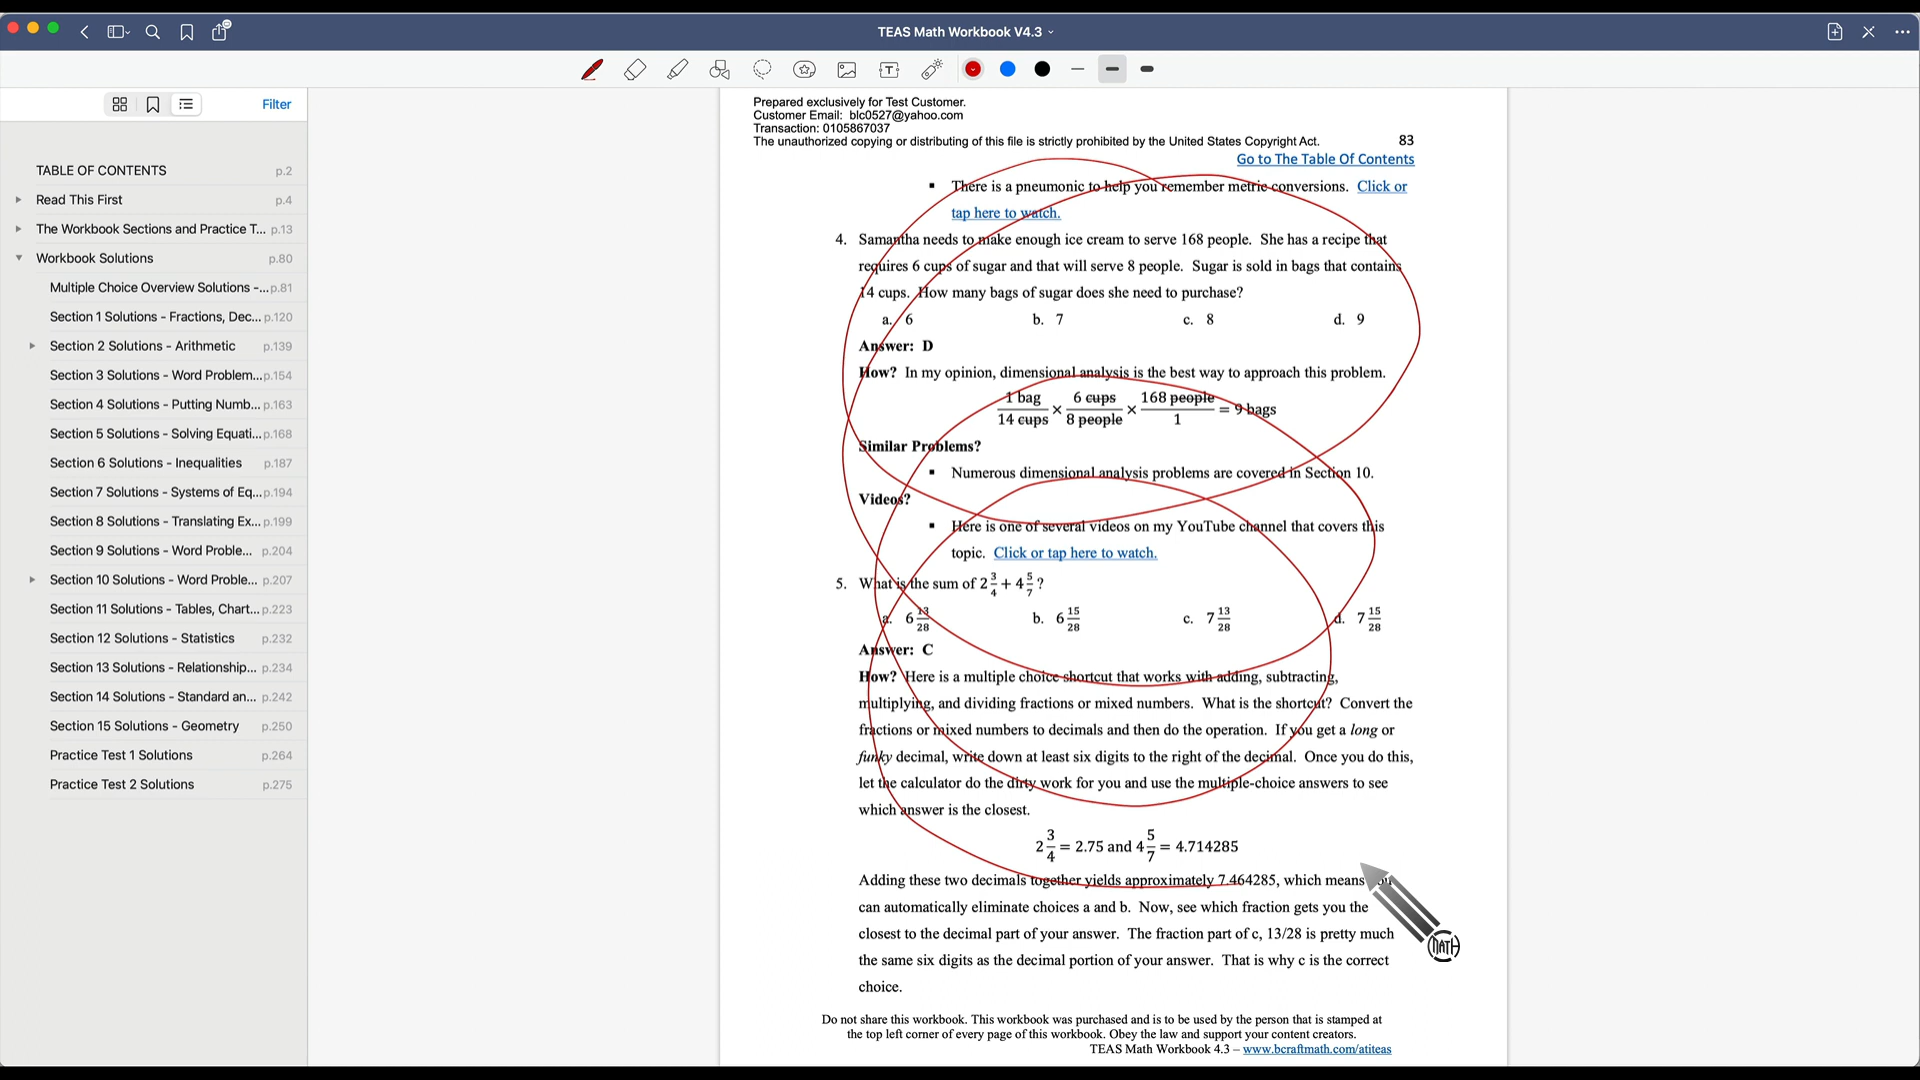 TEAS Math Workbook V4.3
Filter
TABLE OF CONTENTS p.2
Read This First p.4
The Workbook Sections and Practice T... p.13
Workbook Solutions p.80
Multiple Choice Overview Solutions -... p.81
Section 1 Solutions - Fractions, Dec... p.120
Section 2 Solutions - Arithmetic p.139
Section 3 Solutions - Word Problem... p.154
Section 4 Solutions - Putting Numb... p.163
Section 5 Solutions - Solving Equati... p.168
Section 6 Solutions - Inequalities p.187
Section 7 Solutions - Systems of Eq... p.194
Section 8 Solutions - Translating Ex... p.199
Section 9 Solutions - Word Proble... p.204
Section 10 Solutions - Word Proble... p.207
Section 11 Solutions - Tables, Chart... p.223
Section 12 Solutions - Statistics p.232
Section 13 Solutions - Relationship... p.234
Section 14 Solutions - Standard an... p.242
Section 15 Solutions - Geometry p.250
Practice Test 1 Solutions p.264
Practice Test 2 Solutions p.275
Prepared exclusively for Test Customer.
Customer Email: blc0527@yahoo.com
Transaction: 0105867037
The unauthorized copying or distributing of this file is strictly prohibited by the United States Copyright Act. 83
Go to The Table Of Contents
▪ There is a pneumonic to help you remember metric conversions. Click or
tap here to watch.
4. Samantha needs to make enough ice cream to serve 168 people. She has a recipe that
requires 6 cups of sugar and that will serve 8 people. Sugar is sold in bags that contains
14 cups. How many bags of sugar does she need to purchase?
a. 6 b. 7 c. 8 d. 9
Answer: D
How? In my opinion, dimensional analysis is the best way to approach this problem.
1 bag/14 cups × 6 cups/8 people × 168 people/1 = 9 bags
Similar Problems?
▪ Numerous dimensional analysis problems are covered in Section 10.
Videos?
▪ Here is one of several videos on my YouTube channel that covers this
topic. Click or tap here to watch.
5. What is the sum of 2 3/4 + 4 5/7 ?
a. 6 13/28 b. 6 15/28 c. 7 13/28 d. 7 15/28
Answer: C
How? Here is a multiple choice shortcut that works with adding, subtracting,
multiplying, and dividing fractions or mixed numbers. What is the shortcut? Convert the
fractions or mixed numbers to decimals and then do the operation. If you get a long or
funky decimal, write down at least six digits to the right of the decimal. Once you do this,
let the calculator do the dirty work for you and use the multiple-choice answers to see
which answer is the closest.
2 3/4 = 2.75 and 4 5/7 = 4.714285
Adding these two decimals together yields approximately 7.464285, which means
can automatically eliminate choices a and b. Now, see which fraction gets you the
closest to the decimal part of your answer. The fraction part of c, 13/28 is pretty much
the same six digits as the decimal portion of your answer. That is why c is the correct
choice.
MATH
Do not share this workbook. This workbook was purchased and is to be used by the person that is stamped at
the top left corner of every page of this workbook. Obey the law and support your content creators.
TEAS Math Workbook 4.3 – www.bcraftmath.com/atiteas